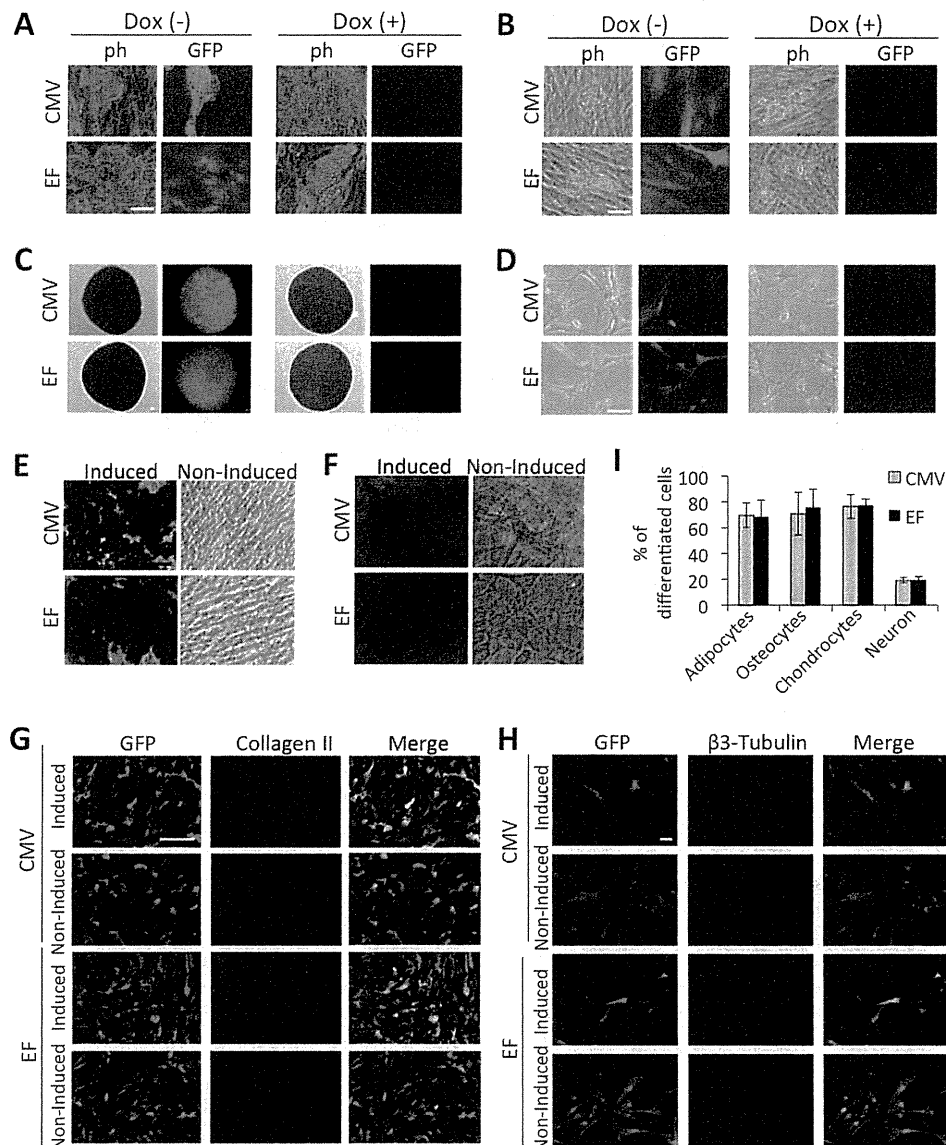 A
Dox (-) Dox (+)
ph GFP ph GFP
CMV
EF
B
Dox (-) Dox (+)
ph GFP ph GFP
CMV
EF
C
CMV
EF
D
CMV
EF
E
Induced Non-Induced
CMV
EF
F
Induced Non-Induced
CMV
EF
I
% of
differentiated cells
100
80
60
40
20
0
CMV
EF
Adipocytes
Osteocytes
Chondrocytes
Neuron
G
GFP Collagen II Merge
CMV
Induced
Non-Induced
EF
Induced
Non-Induced
H
GFP β3-Tubulin Merge
CMV
Induced
Non-Induced
EF
Induced
Non-Induced